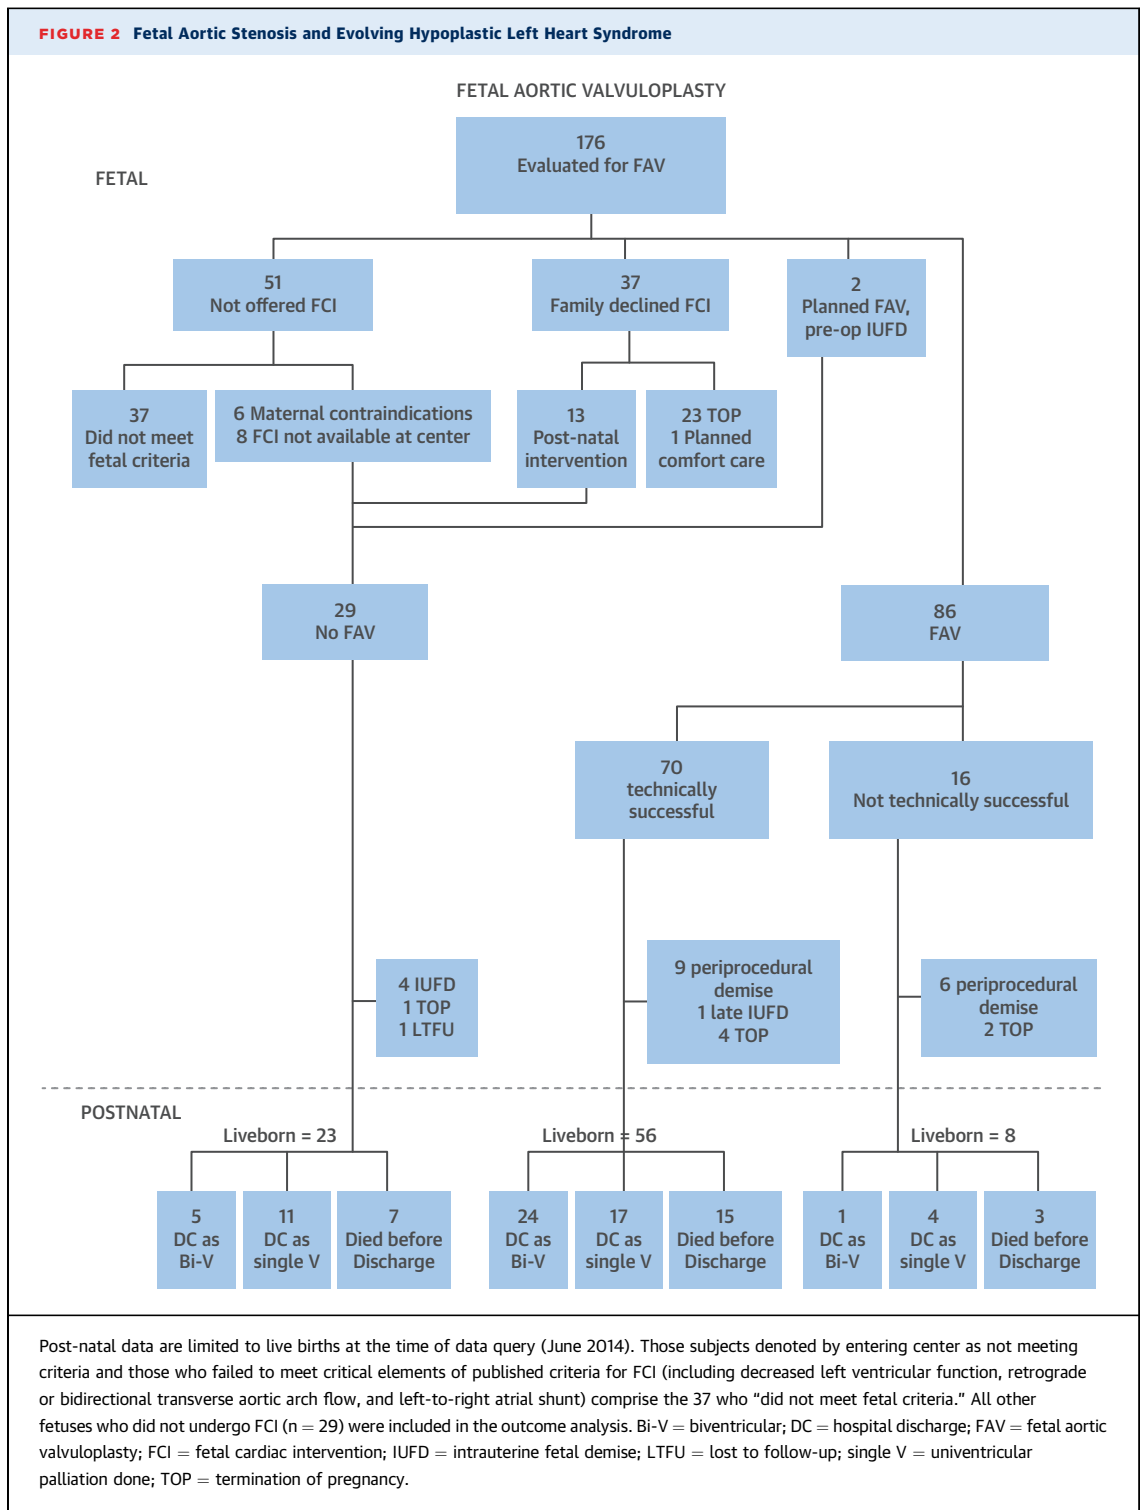 FIGURE 2 Fetal Aortic Stenosis and Evolving Hypoplastic Left Heart Syndrome
FETAL AORTIC VALVULOPLASTY
176
Evaluated for FAV
FETAL
51
Not offered FCI
37
Family declined FCI
2
Planned FAV,
pre-op IUFD
37
Did not meet
fetal criteria
6 Maternal contraindications
8 FCI not available at center
13
Post-natal
intervention
23 TOP
1 Planned
comfort care
29
No FAV
86
FAV
70
technically
successful
16
Not technically successful
4 IUFD
1 TOP
1 LTFU
9 periprocedural
demise
1 late IUFD
4 TOP
6 periprocedural
demise
2 TOP
POSTNATAL
Liveborn = 23
Liveborn = 56
Liveborn = 8
5
DC as
Bi-V
11
DC as
single V
7
Died before
Discharge
24
DC as
Bi-V
17
DC as
single V
15
Died before
Discharge
1
DC as
Bi-V
4
DC as
single V
3
Died before
Discharge
Post-natal data are limited to live births at the time of data query (June 2014). Those subjects denoted by entering center as not meeting
criteria and those who failed to meet critical elements of published criteria for FCI (including decreased left ventricular function, retrograde
or bidirectional transverse aortic arch flow, and left-to-right atrial shunt) comprise the 37 who “did not meet fetal criteria.” All other
fetuses who did not undergo FCI (n = 29) were included in the outcome analysis. Bi-V = biventricular; DC = hospital discharge; FAV = fetal aortic
valvuloplasty; FCI = fetal cardiac intervention; IUFD = intrauterine fetal demise; LTFU = lost to follow-up; single V = univentricular
palliation done; TOP = termination of pregnancy.